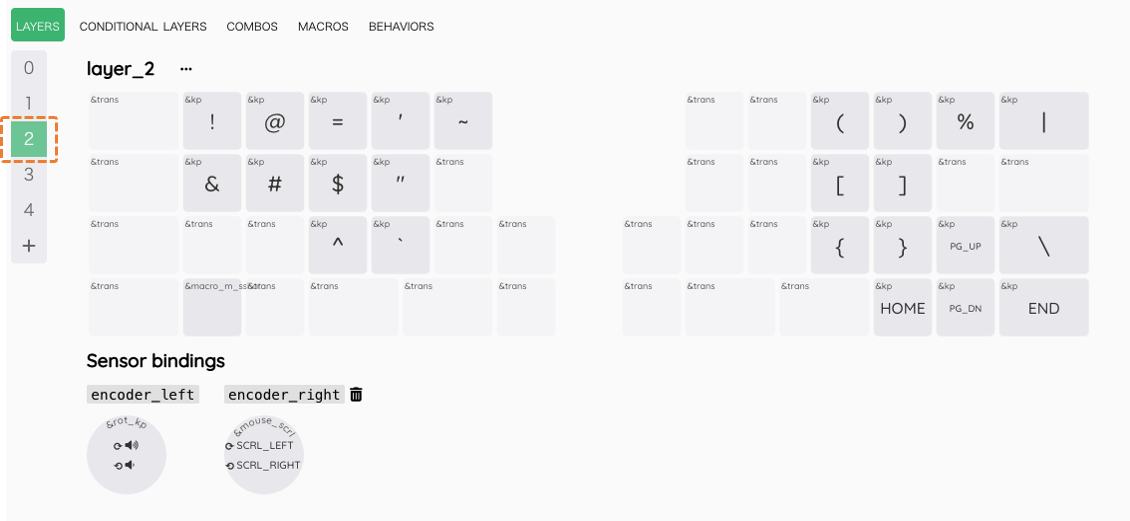 LAYERS CONDITIONAL LAYERS COMBOS MACROS BEHAVIORS
0
1
2
3
4
+
layer_2 ...
&trans &kp &kp &kp &kp &kp &trans &trans &kp &kp &kp &kp
! @ = ' ~ ( ) % |
&trans &kp &kp &kp &kp &trans &trans &trans &kp &kp &trans &trans
& # $ " [ ]
&trans &trans &trans &kp &kp &trans &trans &trans &trans &trans &kp &kp &kp &kp
^ ` { } PG_UP \
&trans &trans &trans &trans &trans &trans &trans &trans &kp &kp &kp
HOME PG_DN END
Sensor bindings
encoder_left encoder_right
&rot_kp &mouse_scrl
SCRL_LEFT
SCRL_RIGHT